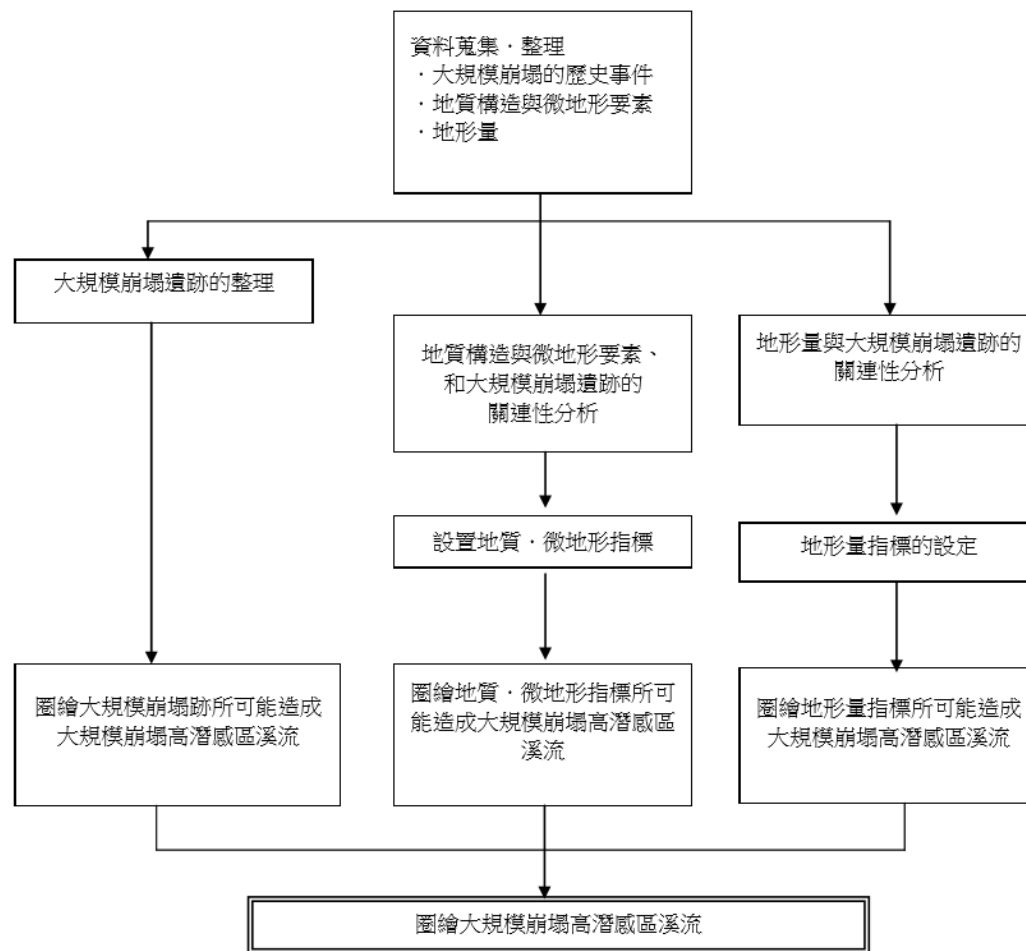 資料蒐集．整理
．大規模崩塌的歷史事件
．地質構造與微地形要素
．地形量
大規模崩塌遺跡的整理
地質構造與微地形要素、
和大規模崩塌遺跡的
關連性分析
地形量與大規模崩塌遺跡的
關連性分析
設置地質．微地形指標
地形量指標的設定
圈繪大規模崩塌跡所可能造成
大規模崩塌高潛感區溪流
圈繪地質．微地形指標所可
能造成大規模崩塌高潛感區
溪流
圈繪地形量指標所可能造成
大規模崩塌高潛感區溪流
圈繪大規模崩塌高潛感區溪流